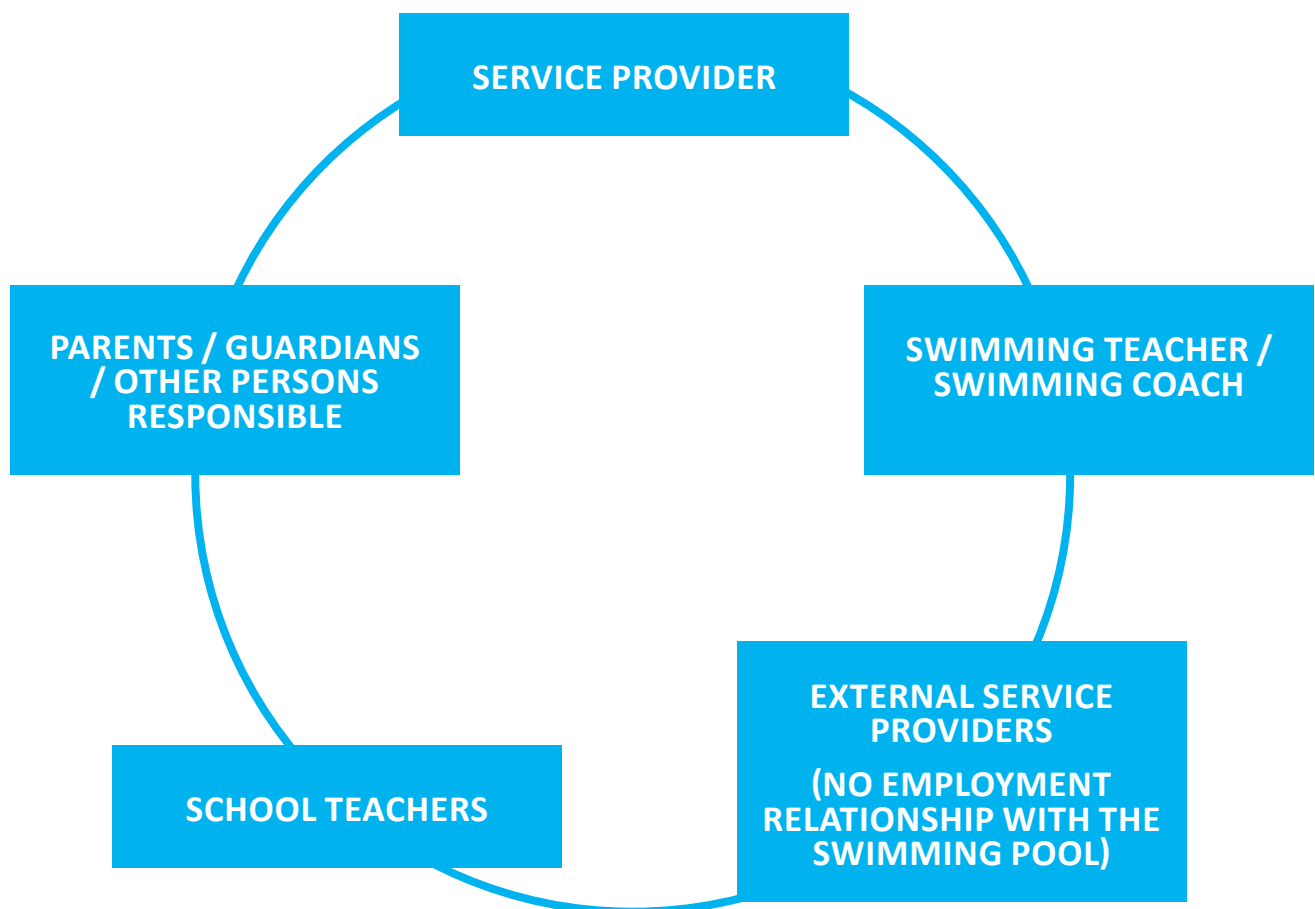 SERVICE PROVIDER
PARENTS / GUARDIANS
/ OTHER PERSONS
RESPONSIBLE
SWIMMING TEACHER /
SWIMMING COACH
EXTERNAL SERVICE
PROVIDERS
(NO EMPLOYMENT
RELATIONSHIP WITH THE
SWIMMING POOL)
SCHOOL TEACHERS